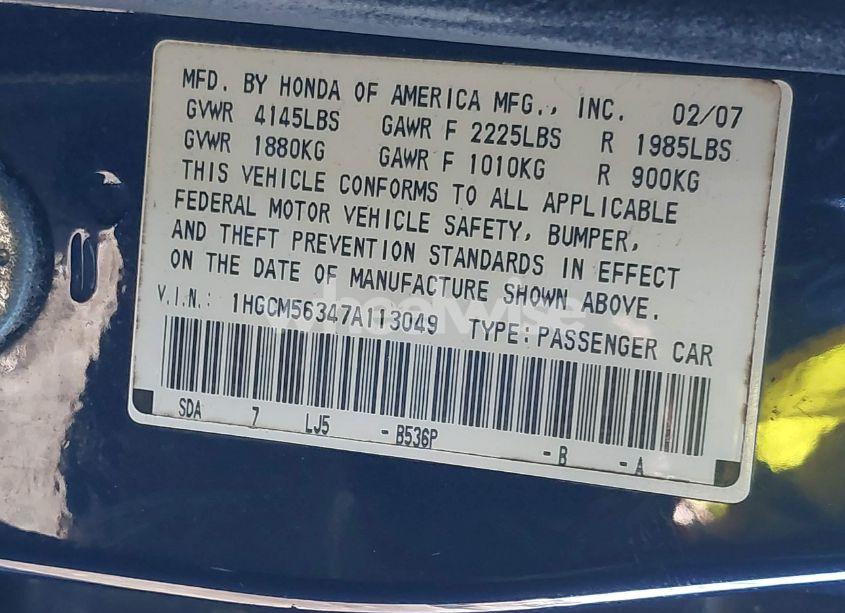 MFD. BY HONDA OF AMERICA MFG., INC. 02/07
GVWR 4145LBS GAWR F 2225LBS R 1985LBS
GVWR 1880KG GAWR F 1010KG R 900KG
THIS VEHICLE CONFORMS TO ALL APPLICABLE
FEDERAL MOTOR VEHICLE SAFETY, BUMPER,
AND THEFT PREVENTION STANDARDS IN EFFECT
ON THE DATE OF MANUFACTURE SHOWN ABOVE.
V.I.N.: 1HGCM56347A113049 TYPE: PASSENGER CAR
wheelwise
SDA 7 LJ5 -B536P -B -A